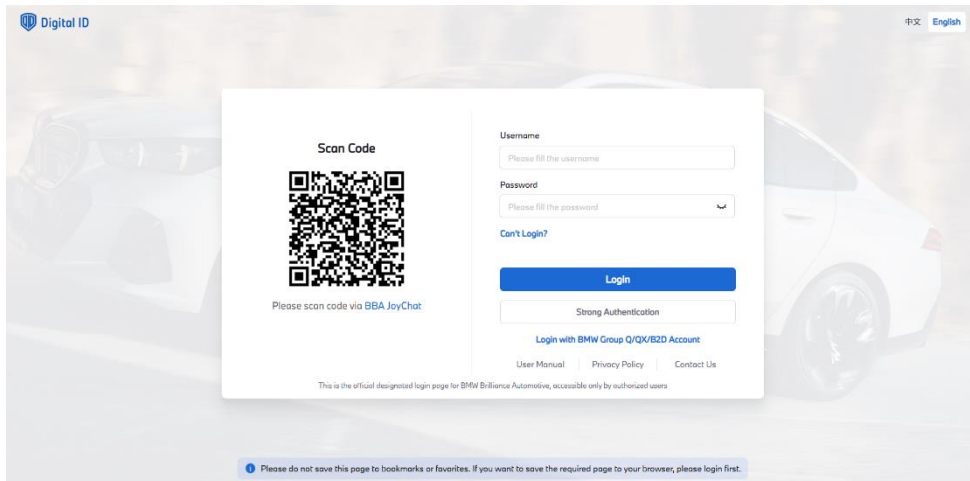 Digital ID
中文 English
Scan Code
Please scan code via BBA JoyChat
Username
Please fill the username
Password
Please fill the password
Can't Login?
Login
Strong Authentication
Login with BMW Group Q/QX/B2D Account
User Manual Privacy Policy Contact Us
This is the official designated login page for BMW Brilliance Automotive, accessible only by authorized users
Please do not save this page to bookmarks or favorites. If you want to save the required page to your browser, please login first.